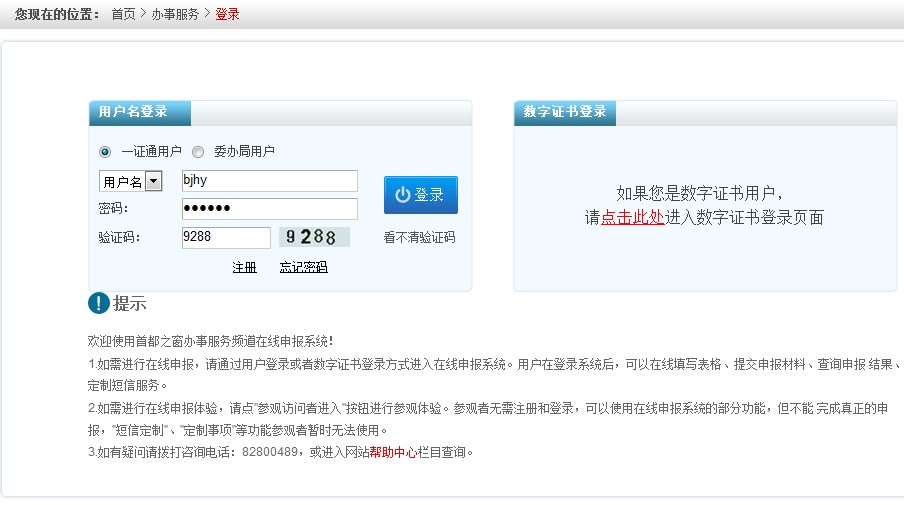 您现在的位置： 首页 > 办事服务 > 登录
用户名登录
一证通用户 委办局用户
用户名 bjhy
登录
密码： ●●●●●●
验证码： 9288 9288 看不清验证码
注册 忘记密码
数字证书登录
如果您是数字证书用户，
请点击此处进入数字证书登录页面
提示
欢迎使用首都之窗办事服务频道在线申报系统！
1.如需进行在线申报，请通过用户登录或者数字证书登录方式进入在线申报系统。用户在登录系统后，可以在线填写表格、提交申报材料、查询申报 结果、
定制短信服务。
2.如需进行在线申报体验，请点"参观访问者进入"按钮进行参观体验。参观者无需注册和登录，可以使用在线申报系统的部分功能，但不能 完成真正的申
报，"短信定制"、"定制事项"等功能参观者暂时无法使用。
3.如有疑问请拨打咨询电话：82800489，或进入网站帮助中心栏目查询。